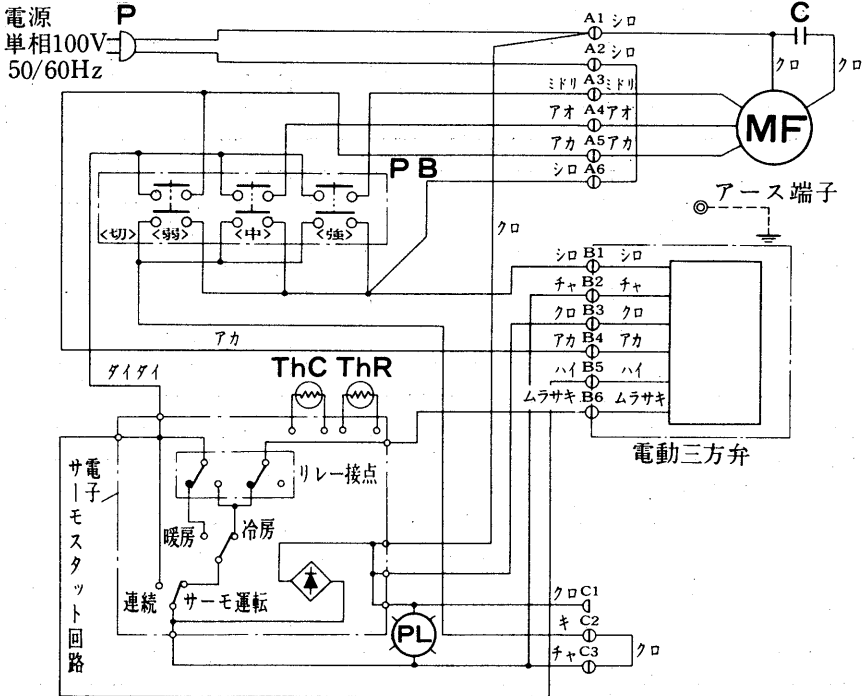 電源
単相100V
50/60Hz
P
A1 シロ
A2 シロ
ミドリ A3 ミドリ
アオ A4 アオ
アカ A5 アカ
シロ A6
C
クロ
クロ
MF
PB
<切> <弱> <中> <強>
クロ
アース端子
シロ B1 シロ
チャ B2 チャ
クロ B3 クロ
アカ B4 アカ
ハイ B5 ハイ
ムラサキ B6 ムラサキ
電動三方弁
アカ
ダイダイ
ThC ThR
リレー接点
電子
サーモスタット回路
暖房
冷房
連続
サーモ運転
PL
クロ C1
キ C2
チャ C3
クロ